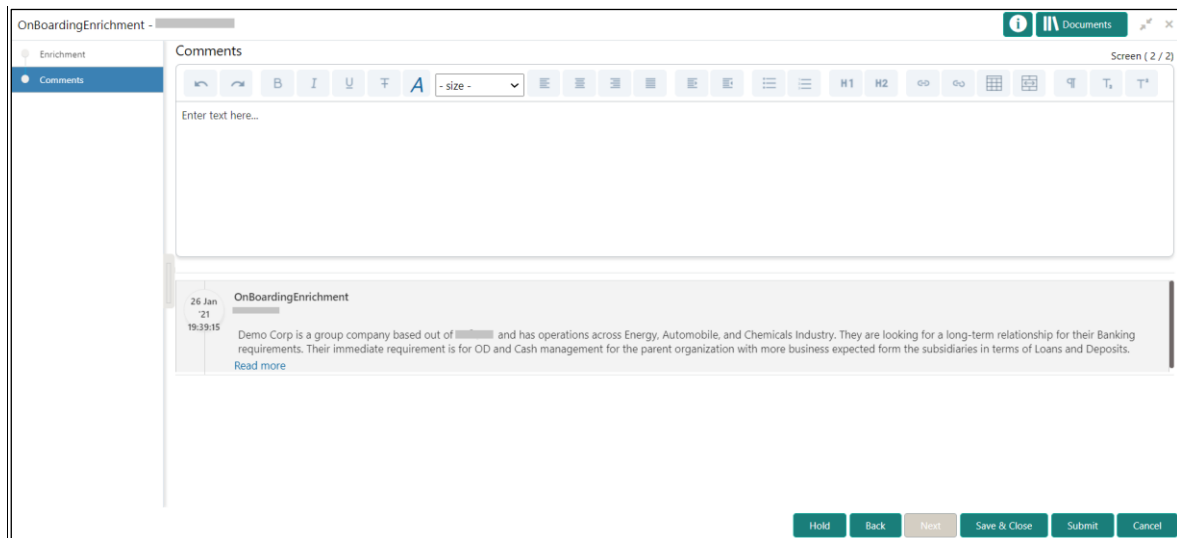 OnBoardingEnrichment -
Documents
Enrichment
Comments
Comments
Screen ( 2 / 2)
B I U T A - size - H1 H2 ¶ Tₓ Tˣ
Enter text here...
26 Jan
'21
19:39:15
OnBoardingEnrichment
Demo Corp is a group company based out of and has operations across Energy, Automobile, and Chemicals Industry. They are looking for a long-term relationship for their Banking
requirements. Their immediate requirement is for OD and Cash management for the parent organization with more business expected form the subsidiaries in terms of Loans and Deposits.
Read more
Hold Back Next Save & Close Submit Cancel